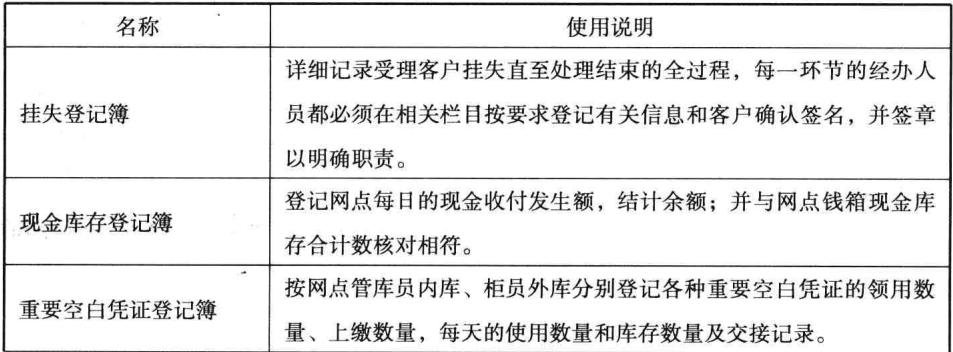 名称 使用说明
挂失登记簿
详细记录受理客户挂失直至处理结束的全过程，每一环节的经办人
员都必须在相关栏目按要求登记有关信息和客户确认签名，并签章
以明确职责。
现金库存登记簿
登记网点每日的现金收付发生额，结计余额；并与网点钱箱现金库
存合计数核对相符。
重要空白凭证登记簿
按网点管库员内库、柜员外库分别登记各种重要空白凭证的领用数
量、上缴数量，每天的使用数量和库存数量及交接记录。